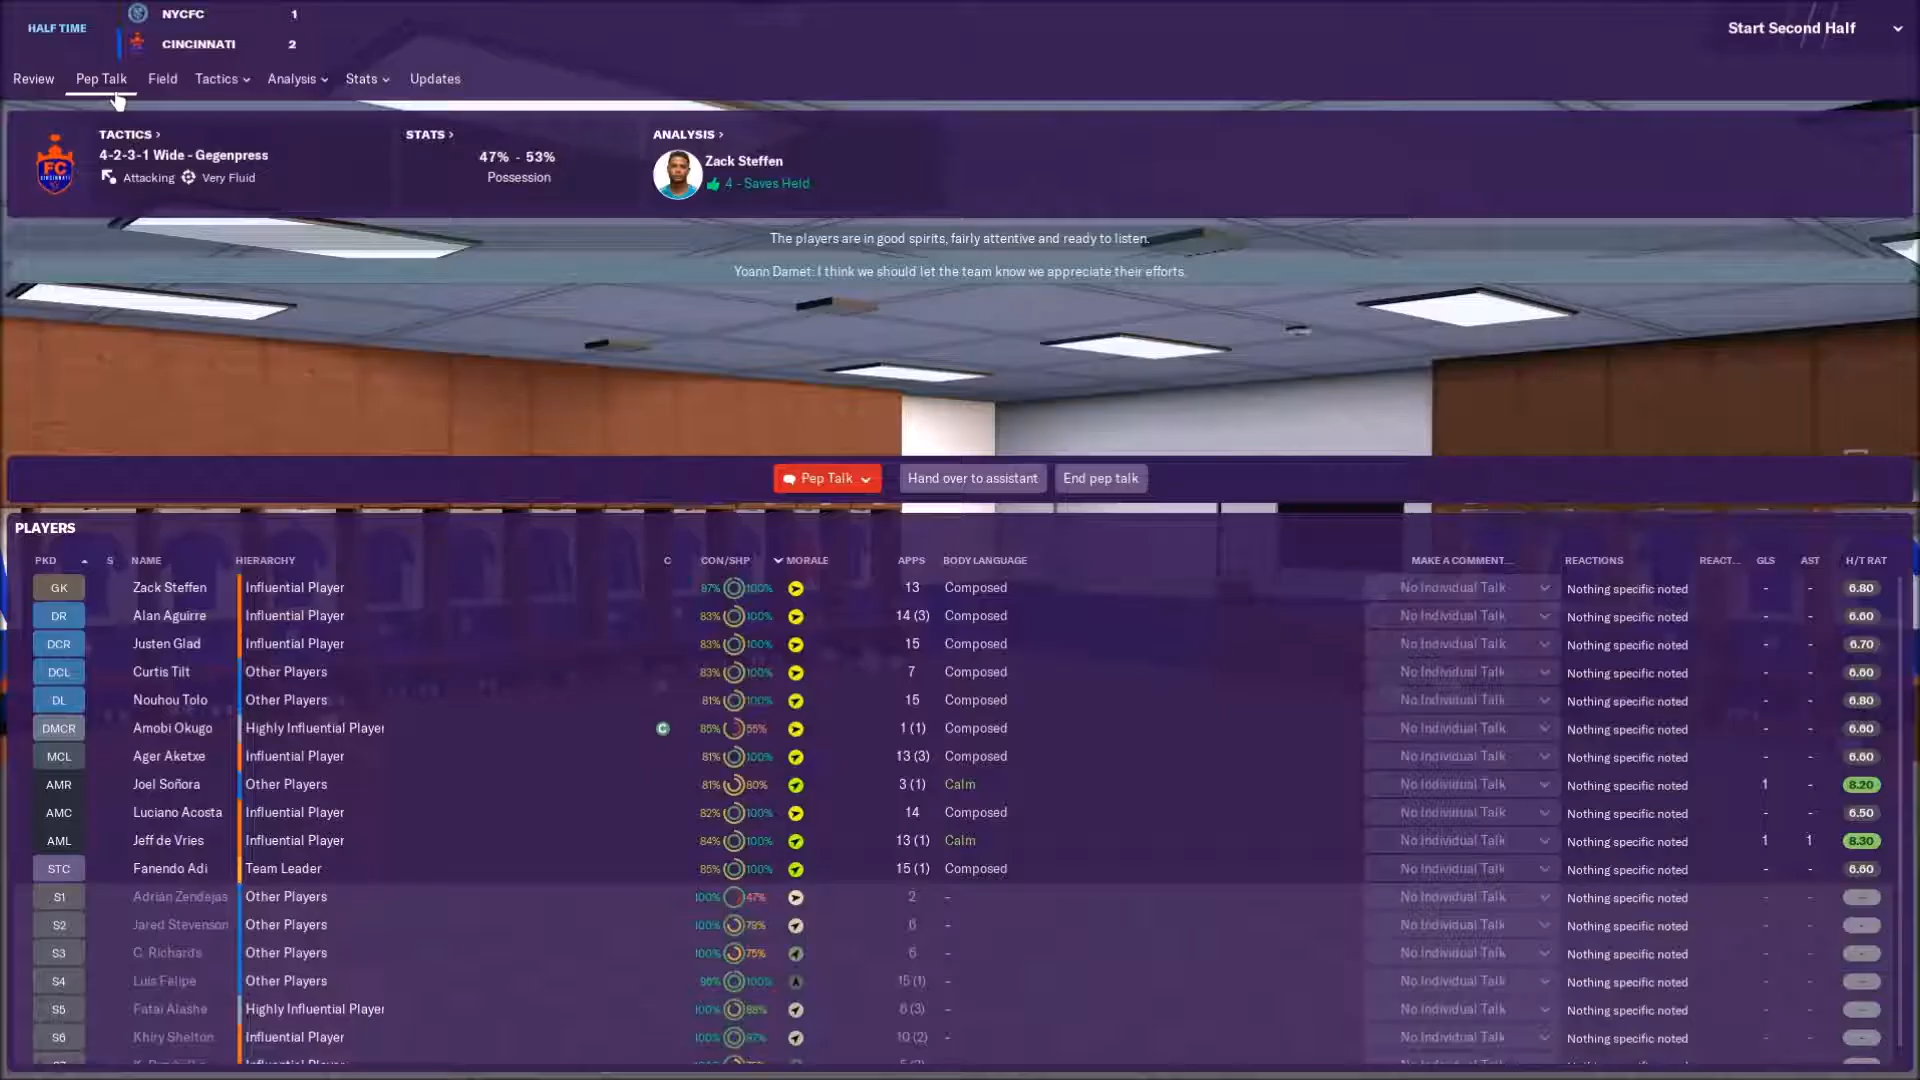 HALF TIME
NYCFC 1
CINCINNATI 2
Start Second Half
Review Pep Talk Field Tactics Analysis Stats Updates
TACTICS ›
4-2-3-1 Wide - Gegenpress
Attacking Very Fluid
STATS ›
47% - 53%
Possession
ANALYSIS ›
Zack Steffen
4 - Saves Held
FC
CINCINNATI
The players are in good spirits, fairly attentive and ready to listen.
Yoann Damet: I think we should let the team know we appreciate their efforts.
Pep Talk Hand over to assistant End pep talk
PLAYERS
PKD S NAME HIERARCHY C CON/SHP MORALE APPS BODY LANGUAGE MAKE A COMMENT... REACTIONS REACT... GLS AST H/T RAT
GK Zack Steffen Influential Player 97% 100% 13 Composed No Individual Talk Nothing specific noted - - 6.80
DR Alan Aguirre Influential Player 83% 100% 14 (3) Composed No Individual Talk Nothing specific noted - - 6.60
DCR Justen Glad Influential Player 83% 100% 15 Composed No Individual Talk Nothing specific noted - - 6.70
DCL Curtis Tilt Other Players 83% 100% 7 Composed No Individual Talk Nothing specific noted - - 6.60
DL Nouhou Tolo Other Players 81% 100% 15 Composed No Individual Talk Nothing specific noted - - 6.80
DMCR Amobi Okugo Highly Influential Player C 85% 55% 1 (1) Composed No Individual Talk Nothing specific noted - - 6.60
MCL Ager Aketxe Influential Player 81% 100% 13 (3) Composed No Individual Talk Nothing specific noted - - 6.60
AMR Joel Soñora Other Players 81% 80% 3 (1) Calm No Individual Talk Nothing specific noted 1 - 8.20
AMC Luciano Acosta Influential Player 82% 100% 14 Composed No Individual Talk Nothing specific noted - - 6.50
AML Jeff de Vries Influential Player 84% 100% 13 (1) Calm No Individual Talk Nothing specific noted 1 1 8.30
STC Fanendo Adi Team Leader 85% 100% 15 (1) Composed No Individual Talk Nothing specific noted - - 6.60
S1 Adrián Zendejas Other Players 100% 47% 2 - No Individual Talk Nothing specific noted - - -
S2 Jared Stevenson Other Players 100% 79% 6 - No Individual Talk Nothing specific noted - - -
S3 C. Richards Other Players 100% 75% 6 - No Individual Talk Nothing specific noted - - -
S4 Luis Felipe Other Players 96% 100% 15 (1) - No Individual Talk Nothing specific noted - - -
S5 Fatai Alashe Highly Influential Player 100% 88% 8 (3) - No Individual Talk Nothing specific noted - - -
S6 Khiry Shelton Influential Player 100% 92% 10 (2) - No Individual Talk Nothing specific noted - - -